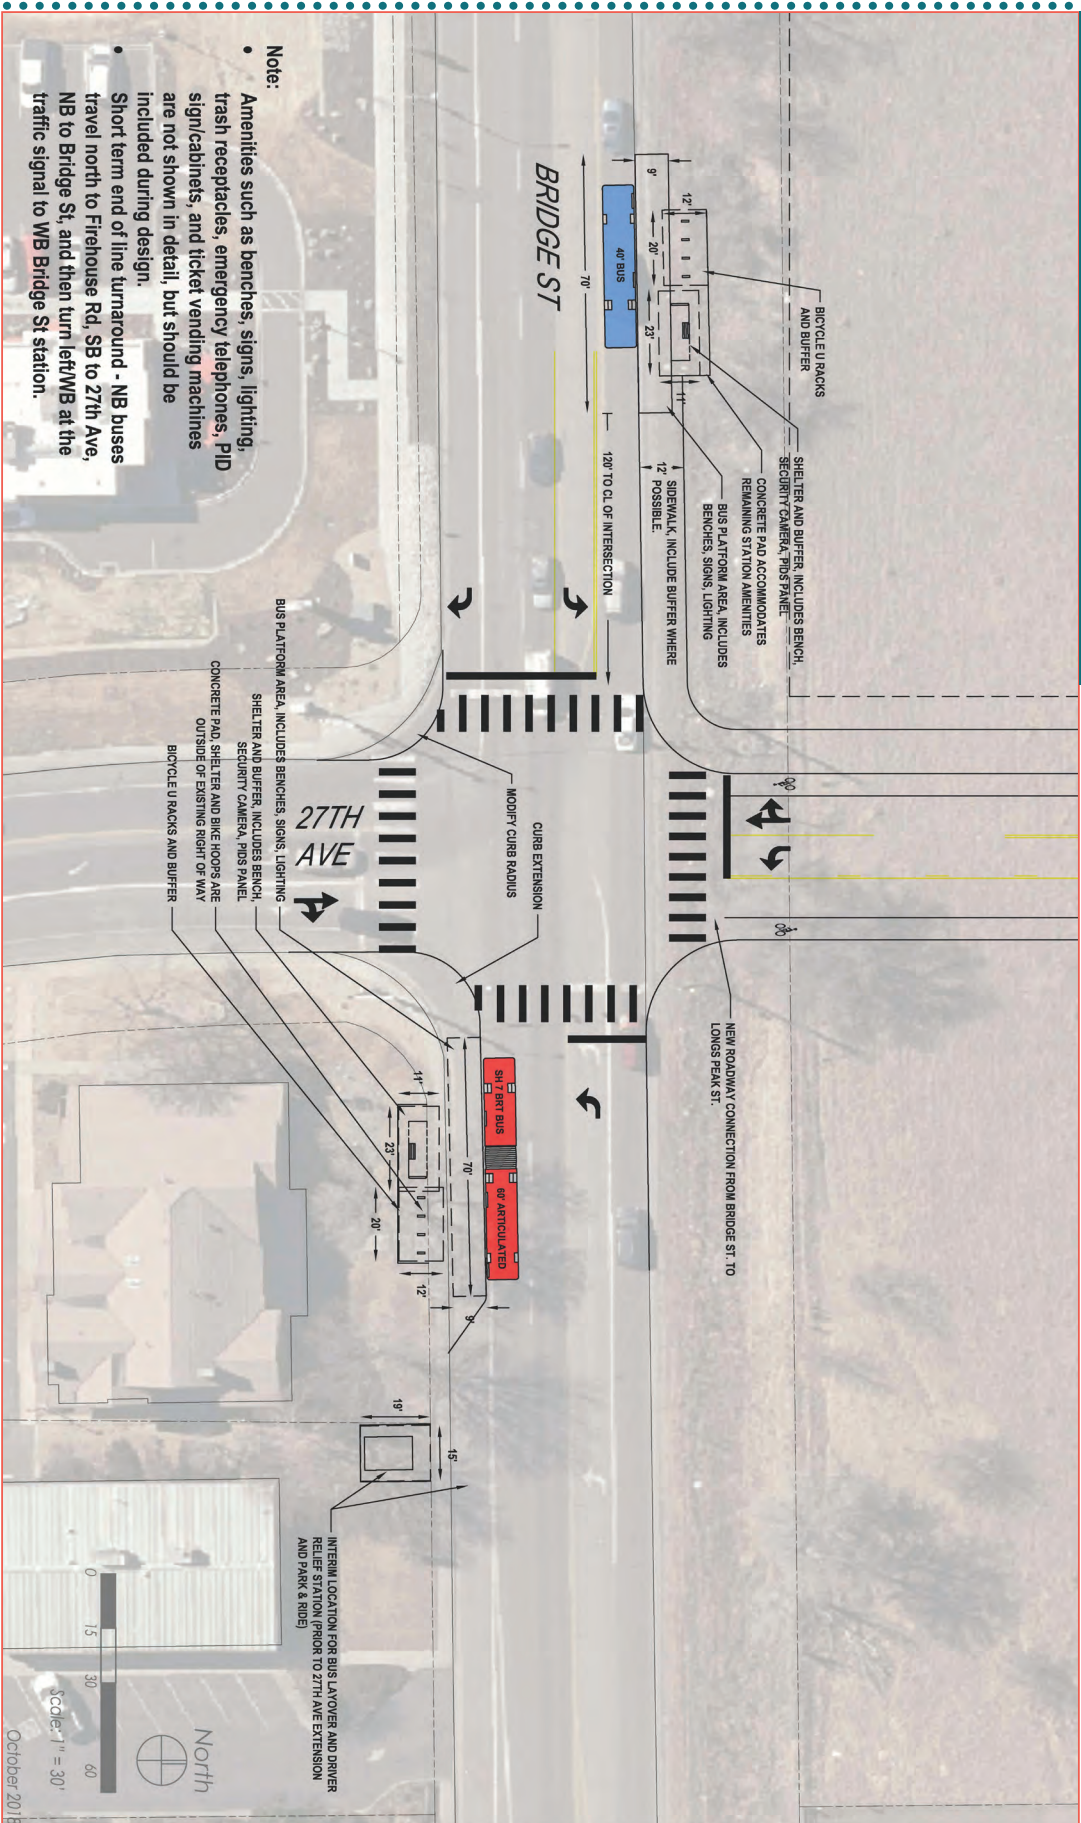 BICYCLE U RACKS
AND BUFFER
SHELTER AND BUFFER, INCLUDES BENCH,
SECURITY CAMERA, PIDS PANEL
CONCRETE PAD ACCOMMODATES
REMAINING STATION AMENITIES
BUS PLATFORM AREA, INCLUDES
BENCHES, SIGNS, LIGHTING
12' SIDEWALK, INCLUDE BUFFER WHERE
POSSIBLE.
12'
20'
23'
11'
9'
40' BUS
70'
120' TO CL OF INTERSECTION
BRIDGE ST
NEW ROADWAY CONNECTION FROM BRIDGE ST. TO
LONGS PEAK ST.
CURB EXTENSION
MODIFY CURB RADIUS
27TH
AVE
SH 7 BRT BUS
60' ARTICULATED
70'
9'
11'
23'
20'
12'
BUS PLATFORM AREA, INCLUDES BENCHES, SIGNS, LIGHTING
SHELTER AND BUFFER, INCLUDES BENCH,
SECURITY CAMERA, PIDS PANEL
CONCRETE PAD, SHELTER AND BIKE HOOPS ARE
OUTSIDE OF EXISTING RIGHT OF WAY
BICYCLE U RACKS AND BUFFER
15'
19'
INTERIM LOCATION FOR BUS LAYOVER AND DRIVER
RELIEF STATION (PRIOR TO 27TH AVE EXTENSION
AND PARK & RIDE)
Note:
• Amenities such as benches, signs, lighting,
trash receptacles, emergency telephones, PID
sign/cabinets, and ticket vending machines
are not shown in detail, but should be
included during design.
• Short term end of line turnaround - NB buses
travel north to Firehouse Rd, SB to 27th Ave,
NB to Bridge St, and then turn left/WB at the
traffic signal to WB Bridge St station.
North
0 15 30 60
Scale: 1" = 30'
October